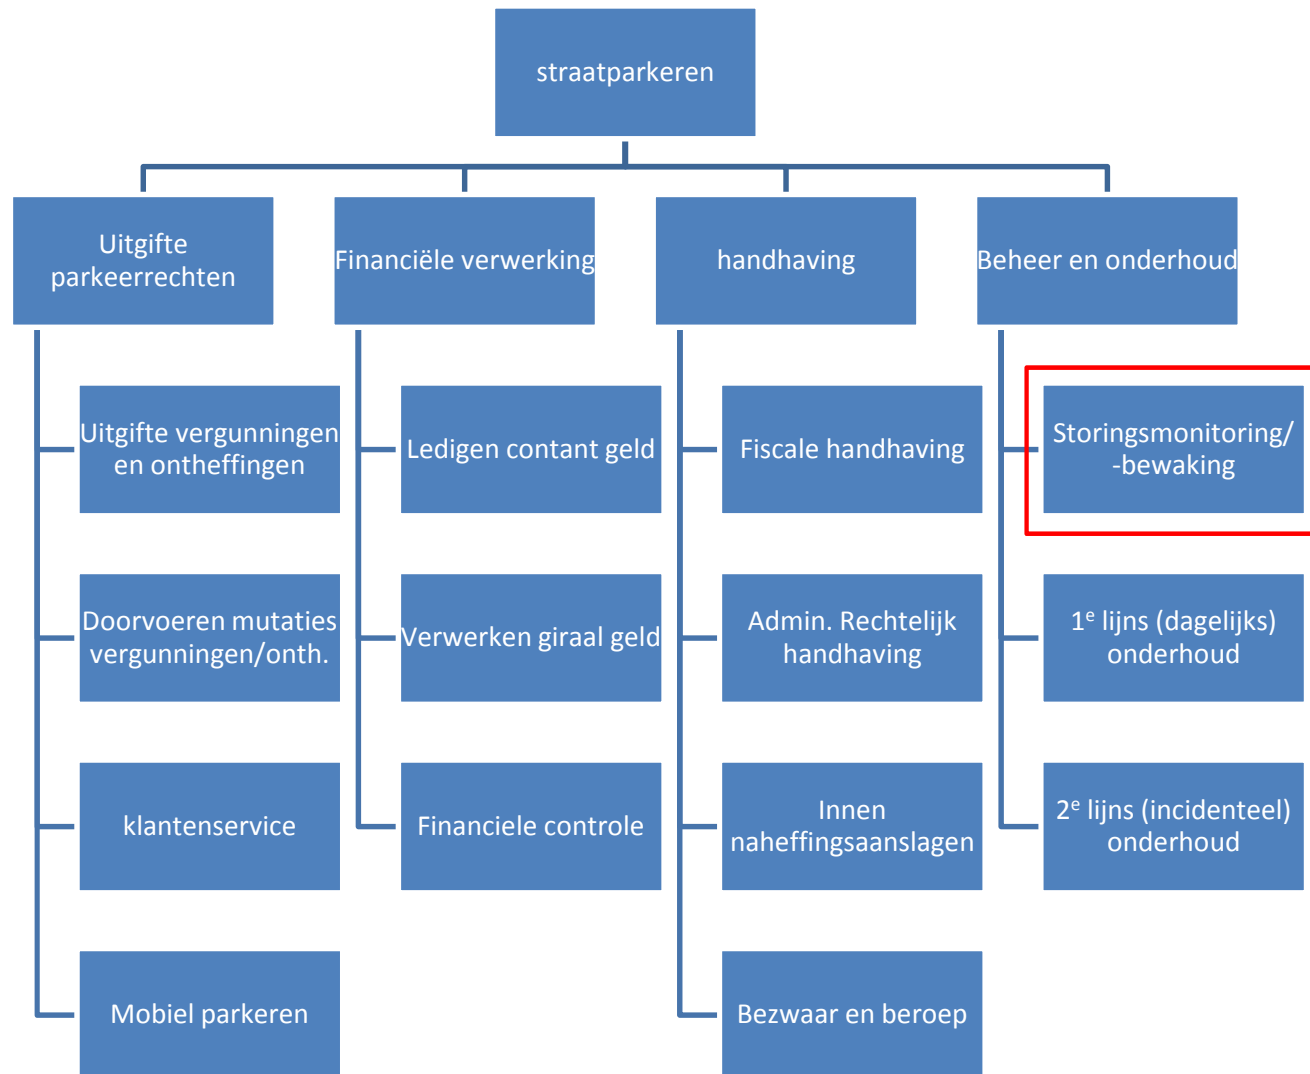 straatparkeren
Uitgifte
parkeerrechten
Financiële verwerking
handhaving
Beheer en onderhoud
Uitgifte vergunningen
en ontheffingen
Ledigen contant geld
Fiscale handhaving
Storingsmonitoring/
-bewaking
Doorvoeren mutaties
vergunningen/onth.
Verwerken giraal geld
Admin. Rechtelijk
handhaving
1e lijns (dagelijks)
onderhoud
klantenservice
Financiele controle
Innen
naheffingsaanslagen
2e lijns (incidenteel)
onderhoud
Mobiel parkeren
Bezwaar en beroep